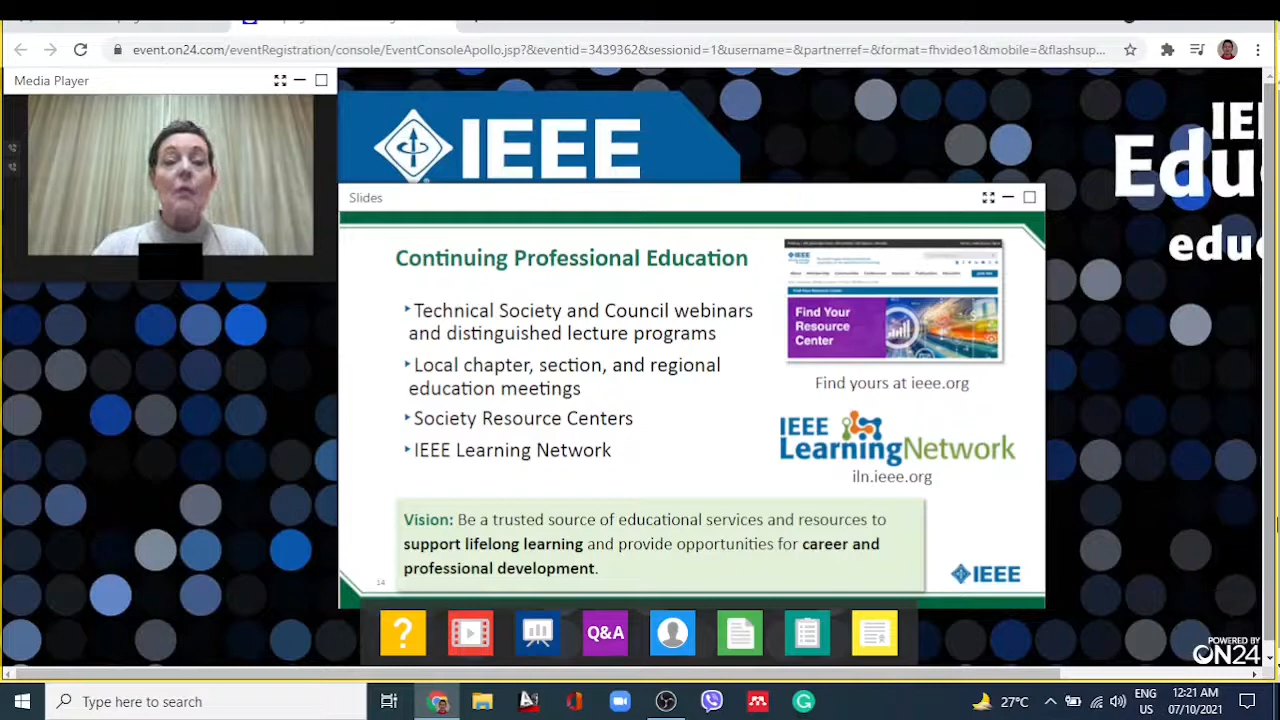 event.on24.com/eventRegistration/console/EventConsoleApollo.jsp?&eventid=3439362&sessionid=1&username=&partnerref=&format=fhvideo1&mobile=&flashsup...
Media Player
IEEE
Slides
Continuing Professional Education
Technical Society and Council webinars
and distinguished lecture programs
Local chapter, section, and regional
education meetings
Society Resource Centers
IEEE Learning Network
IEEE
Find Your
Resource
Center
Find yours at ieee.org
IEEE
LearningNetwork
iln.ieee.org
Vision: Be a trusted source of educational services and resources to
support lifelong learning and provide opportunities for career and
professional development.
14
IEEE
Edu
edu
?
Q&A
POWERED BY
ON24
Type here to search
27°C
ENG
US
12:21 AM
07/10/2021